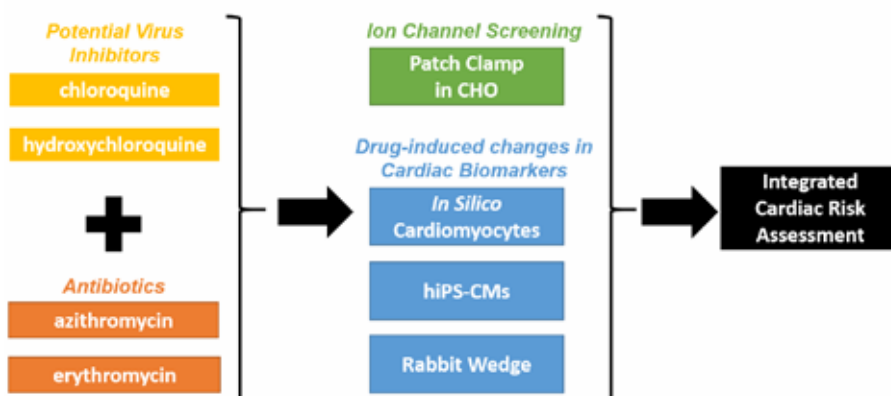 Potential Virus
Inhibitors
chloroquine
hydroxychloroquine
Antibiotics
azithromycin
erythromycin
Ion Channel Screening
Patch Clamp
in CHO
Drug-induced changes in
Cardiac Biomarkers
In Silico
Cardiomyocytes
hiPS-CMs
Rabbit Wedge
Integrated
Cardiac Risk
Assessment